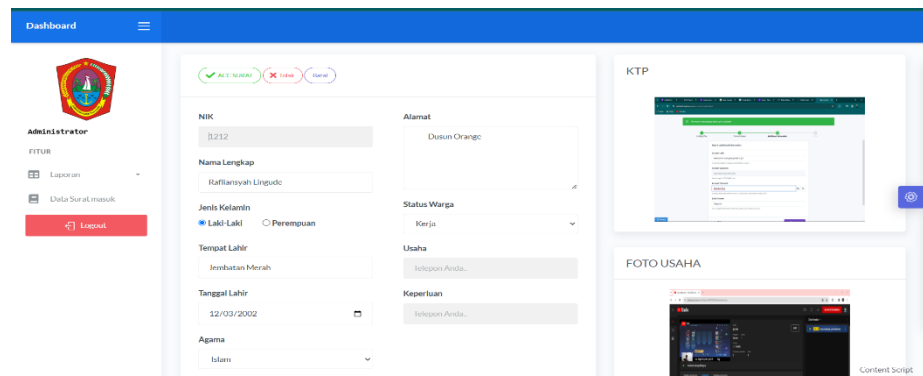 Dashboard
Administrator
FITUR
Laporan
Data Surat masuk
Logout
ACC SURAT
Tolak
Batal
NIK
1212
Nama Lengkap
Rafliansyah Lingude
Jenis Kelamin
Laki-Laki
Perempuan
Tempat Lahir
Jembatan Merah
Tanggal Lahir
12/03/2002
Agama
Islam
Alamat
Dusun Orange
Status Warga
Kerja
Usaha
Telepon Anda..
Keperluan
Telepon Anda..
KTP
FOTO USAHA
Content Script